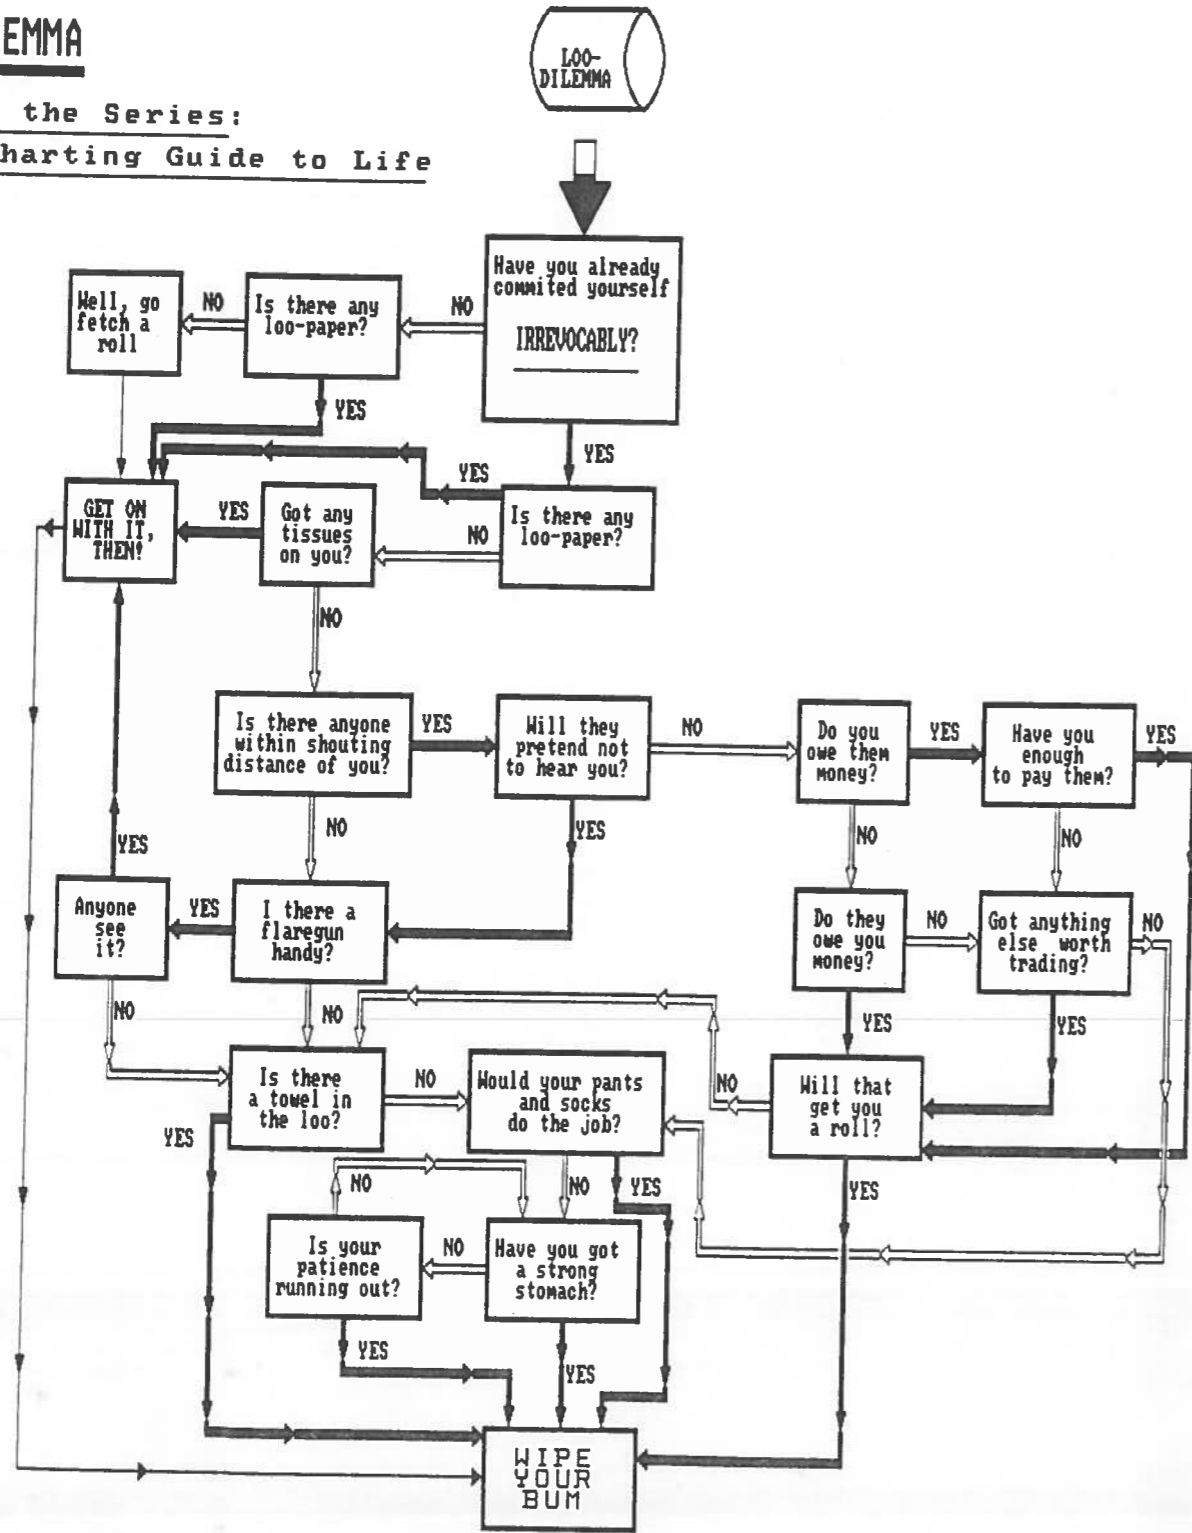 EMMA
the Series:
harting Guide to Life
LOO-
DILEMMA
Have you already
commited yourself
IRREVOCABLY?
NO
Is there any
loo-paper?
NO
Well, go
fetch a
roll
YES
YES
YES
Is there any
loo-paper?
NO
Got any
tissues
on you?
YES
GET ON
WITH IT,
THEN!
NO
Is there anyone
within shouting
distance of you?
YES
Will they
pretend not
to hear you?
NO
Do you
owe them
money?
YES
Have you
enough
to pay them?
YES
NO
YES
NO
NO
YES
Anyone
see
it?
YES
I there a
flaregun
handy?
Do they
owe you
money?
NO
Got anything
else worth
trading?
NO
NO
NO
YES
YES
Is there
a towel in
the loo?
NO
Would your pants
and socks
do the job?
NO
Will that
get you
a roll?
YES
NO
NO
YES
YES
Is your
patience
running out?
NO
Have you got
a strong
stomach?
YES
YES
WIPE
YOUR
BUM